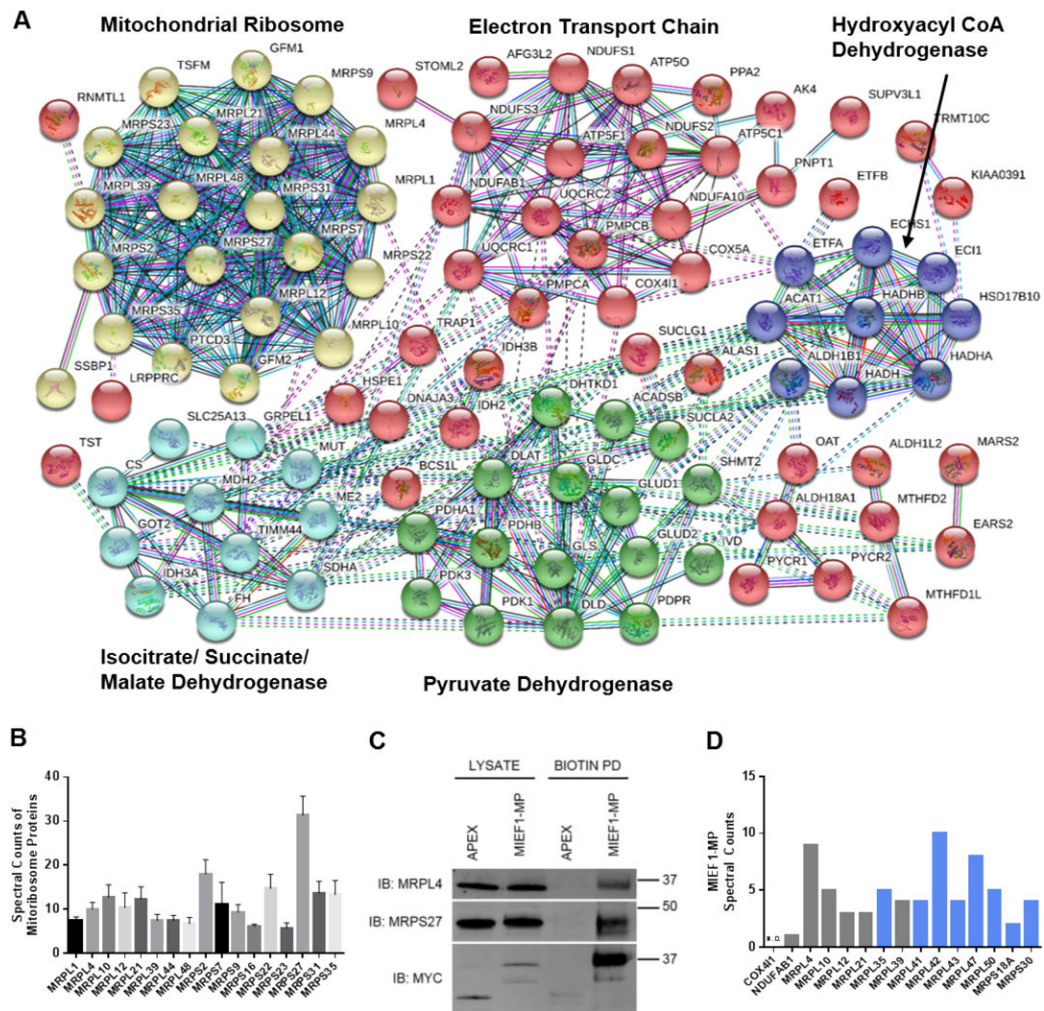 A
Mitochondrial Ribosome
Electron Transport Chain
Hydroxyacyl CoA
Dehydrogenase
GFM1
TSFM
MRPS9
RNMTL1
MRPL4
MRPS23
MRPL21
MRPL44
MRPL39
MRPL48
MRPS31
MRPL1
MRPS2
MRPS27
MRPS7
MRPS22
MRPS35
MRPL12
PTCD3
MRPL10
SSBP1
LRPPRC
GFM2
STOML2
AFG3L2
NDUFS1
ATP5O
PPA2
AK4
SUPV3L1
TRMT10C
NDUFS3
ATP5F1
NDUFS2
ATP5C1
PNPT1
ETFB
KIAA0391
NDUFAB1
UQCRC2
NDUFA10
ECHS1
ETFA
ECI1
UQCRC1
PMPCB
COX5A
ACAT1
HADHB
HSD17B10
PMPCA
COX4I1
TRAP1
IDH3B
SUCLG1
ALAS1
ALDH1B1
HADH
HADHA
HSPE1
DNAJA3
IDH2
DHTKD1
ACADSB
SUCLA2
SLC25A13
GRPEL1
TST
CS
MUT
MDH2
ME2
BCS1L
DLAT
GLDC
GLUD1
SHMT2
OAT
ALDH1L2
MARS2
ALDH18A1
MTHFD2
GOT2
TIMM44
PDHA1
PDHB
GLS
GLUD2
IVD
EARS2
IDH3A
SDHA
PYCR1
PYCR2
FH
PDK3
PDK1
DLD
PDPR
MTHFD1L
Isocitrate/ Succinate/
Malate Dehydrogenase
Pyruvate Dehydrogenase
B
Spectral Counts of
Mitoribosome Proteins
40
30
20
10
0
MRPL1
MRPL4
MRPL10
MRPL12
MRPL21
MRPL39
MRPL44
MRPL48
MRPS2
MRPS7
MRPS9
MRPS16
MRPS22
MRPS23
MRPS27
MRPS31
MRPS35
C
LYSATE
BIOTIN PD
APEX
MIEF1-MP
APEX
MIEF1-MP
IB: MRPL4
37
50
IB: MRPS27
37
IB: MYC
D
MIEF1-MP
Spectral Counts
15
10
5
0
N.D.
COX4I1
NDUFAB1
MRPL4
MRPL10
MRPL12
MRPL21
MRPL35
MRPL39
MRPL41
MRPL42
MRPL43
MRPL47
MRPL50
MRPS18A
MRPS30